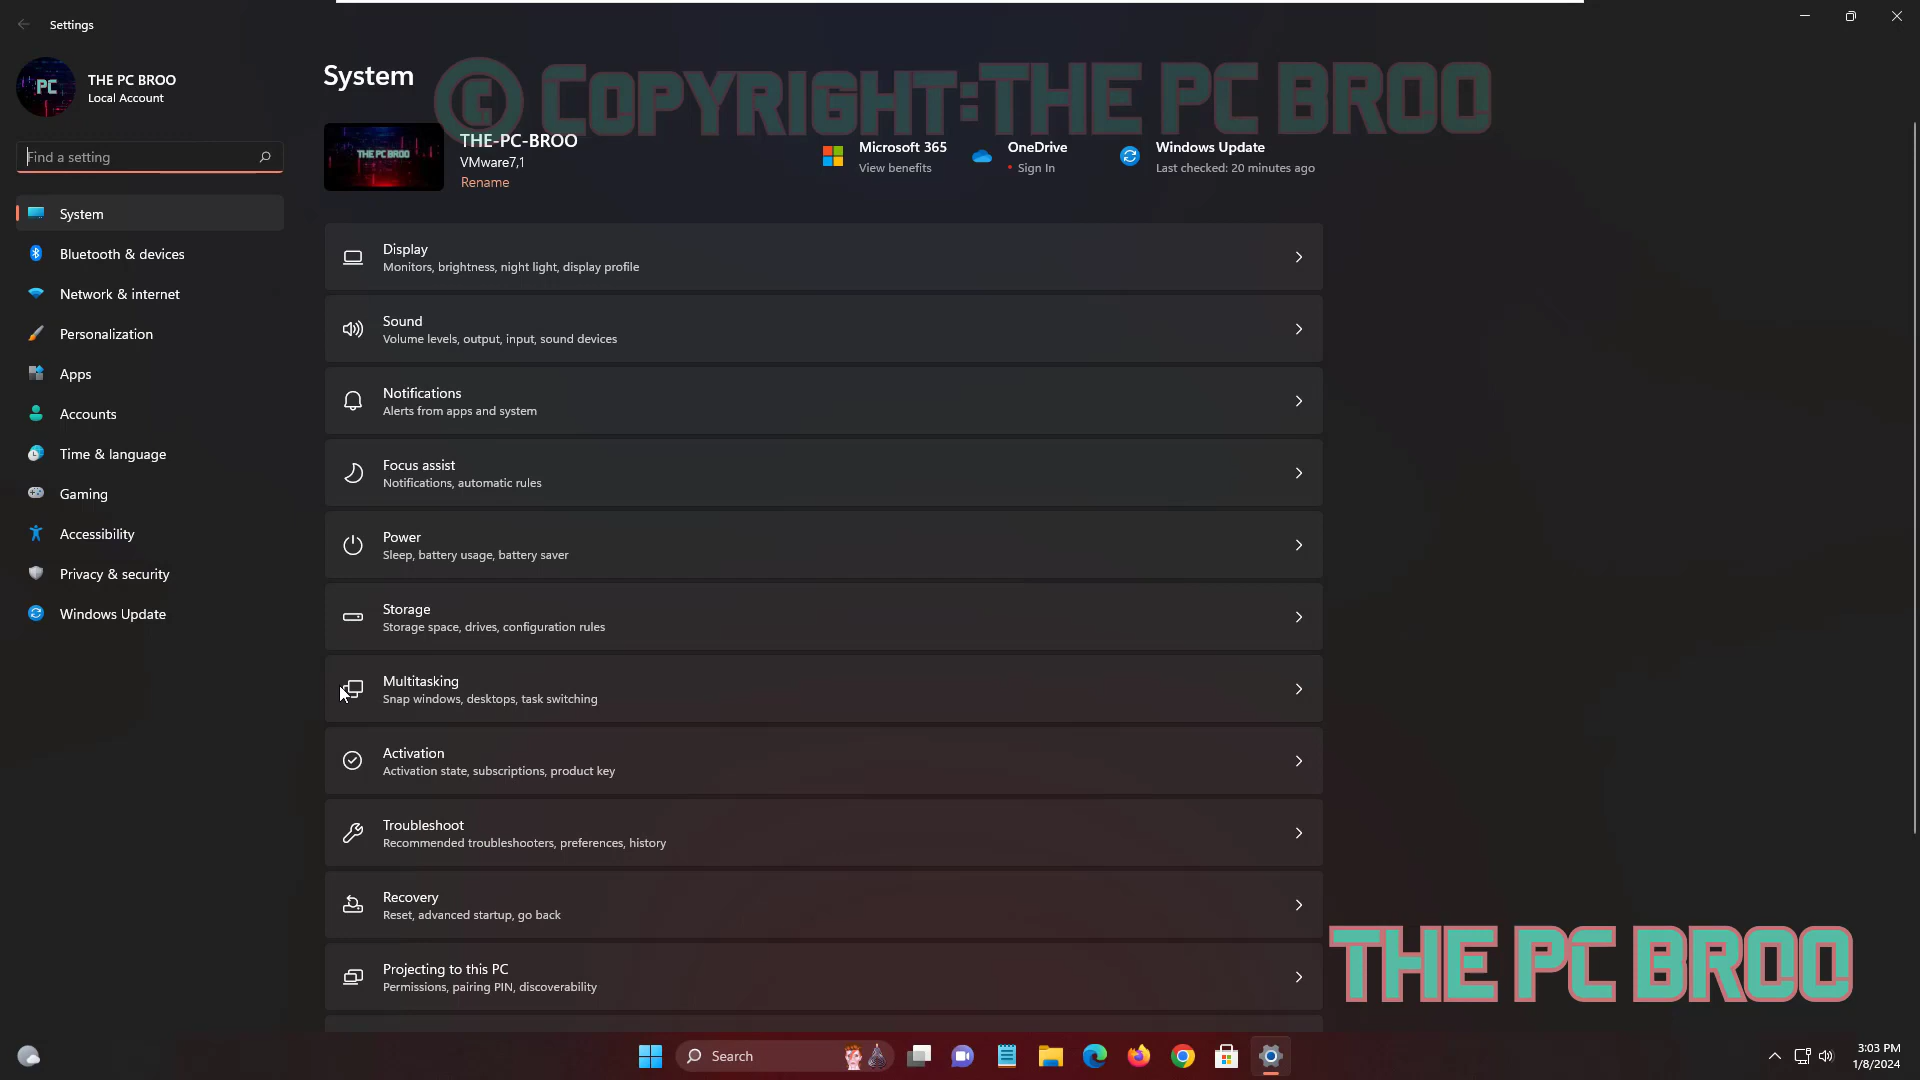 Settings
THE PC BROO
Local Account
PC
Find a setting
System
Bluetooth & devices
Network & internet
Personalization
Apps
Accounts
Time & language
Gaming
Accessibility
Privacy & security
Windows Update
System
© COPYRIGHT:THE PC BROO
THE PC BROO
THE-PC-BROO
VMware7,1
Rename
Microsoft 365
View benefits
OneDrive
• Sign In
Windows Update
Last checked: 20 minutes ago
Display
Monitors, brightness, night light, display profile
Sound
Volume levels, output, input, sound devices
Notifications
Alerts from apps and system
Focus assist
Notifications, automatic rules
Power
Sleep, battery usage, battery saver
Storage
Storage space, drives, configuration rules
Multitasking
Snap windows, desktops, task switching
Activation
Activation state, subscriptions, product key
Troubleshoot
Recommended troubleshooters, preferences, history
Recovery
Reset, advanced startup, go back
Projecting to this PC
Permissions, pairing PIN, discoverability
THE PC BROO
Search
3:03 PM
1/8/2024